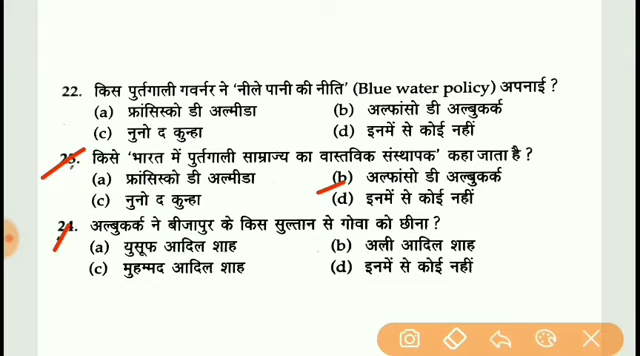 22. किस पुर्तगाली गवर्नर ने ‘नीले पानी की नीति’ (Blue water policy) अपनाई ?
(a) फ्रांसिस्को डी अल्मीडा (b) अल्फांसो डी अल्बुकर्क
(c) नुनो द कुन्हा (d) इनमें से कोई नहीं
23. किसे ‘भारत में पुर्तगाली साम्राज्य का वास्तविक संस्थापक’ कहा जाता है ?
(a) फ्रांसिस्को डी अल्मीडा (b) अल्फांसो डी अल्बुकर्क
(c) नुनो द कुन्हा (d) इनमें से कोई नहीं
24. अल्बुकर्क ने बीजापुर के किस सुल्तान से गोवा को छीना ?
(a) युसूफ आदिल शाह (b) अली आदिल शाह
(c) मुहम्मद आदिल शाह (d) इनमें से कोई नहीं